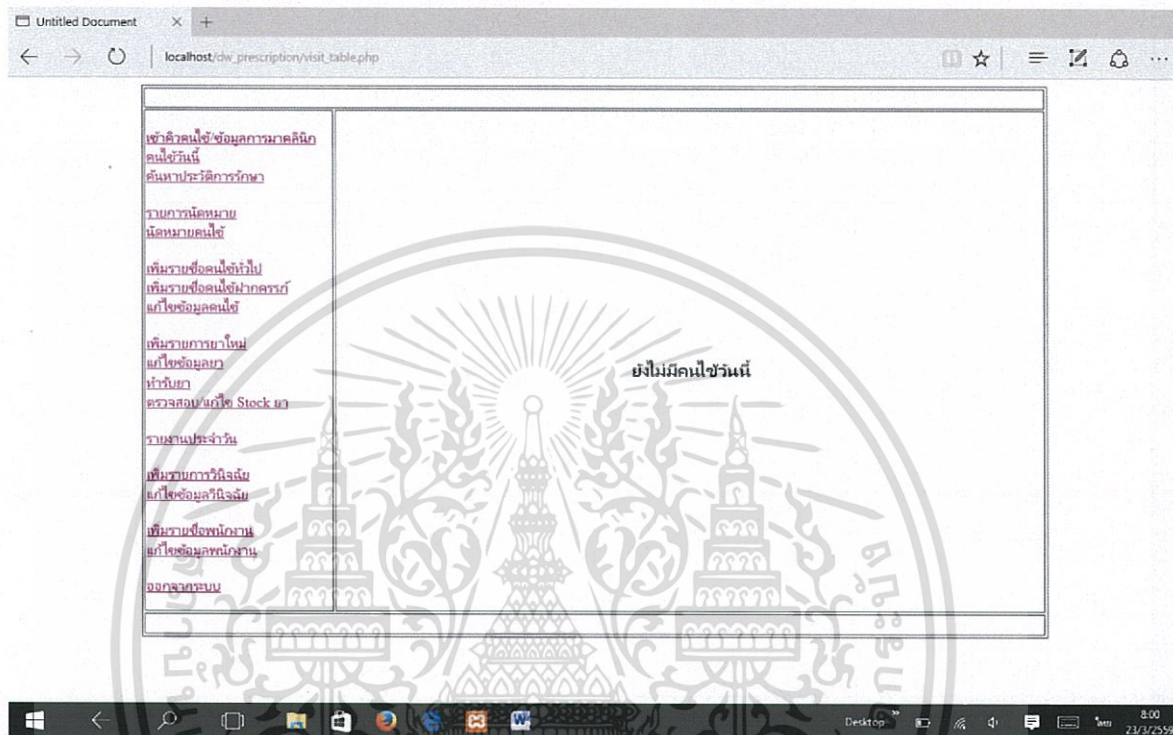 Untitled Document
localhost/dw_prescription/visit_table.php
เข้าคิวคนไข้/ข้อมูลการมาคลินิก
คนไข้วันนี้
ค้นหาประวัติการรักษา
รายการนัดหมาย
นัดหมายคนไข้
เพิ่มรายชื่อคนไข้ทั่วไป
เพิ่มรายชื่อคนไข้ฝากครรภ์
แก้ไขข้อมูลคนไข้
เพิ่มรายการยาใหม่
แก้ไขข้อมูลยา
ตำรับยา
ตรวจสอบ/แก้ไข Stock ยา
รายงานประจำวัน
เพิ่มรายการวินิจฉัย
แก้ไขข้อมูลวินิจฉัย
เพิ่มรายชื่อพนักงาน
แก้ไขข้อมูลพนักงาน
ออกจากระบบ
ยังไม่มีคนไข้วันนี้
Desktop
8:00
23/3/2559